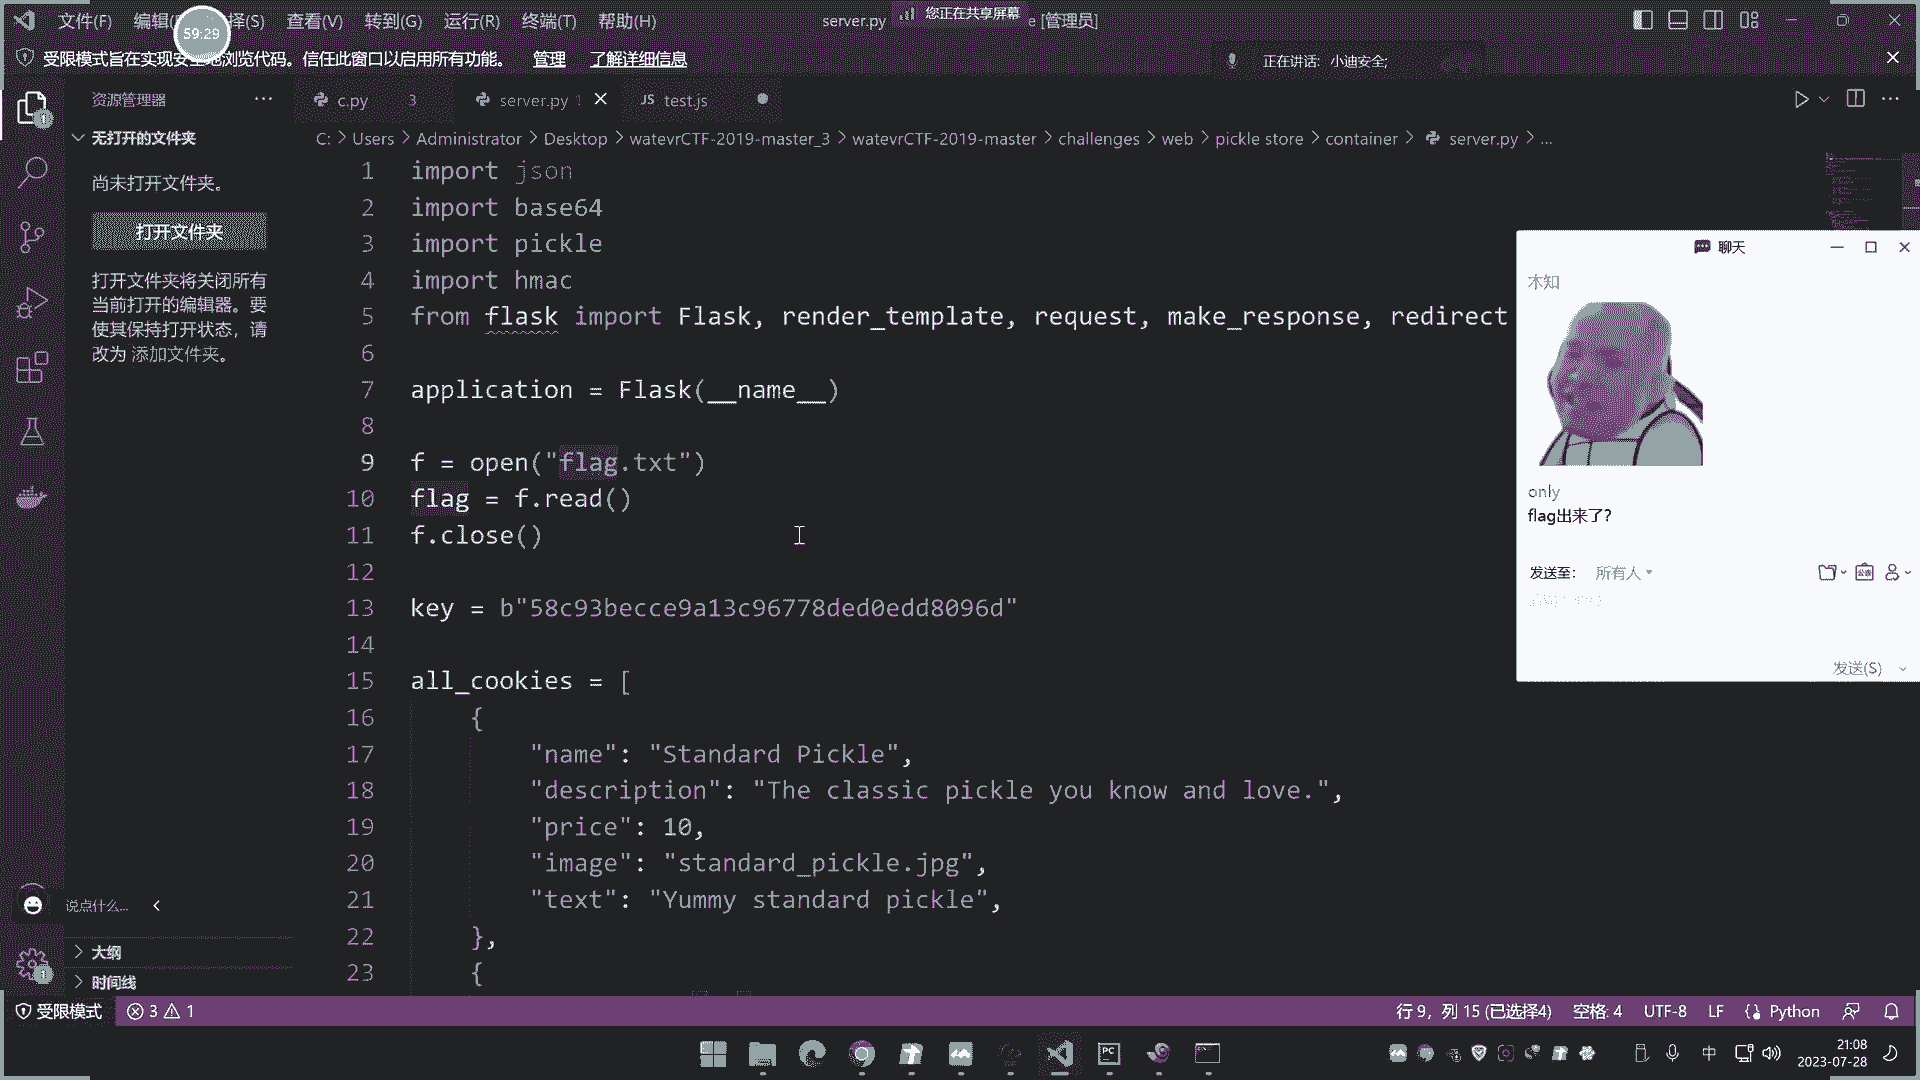 文件(F) 编辑 择(S) 查看(V) 转到(G) 运行(R) 终端(T) 帮助(H) server.py 您正在共享屏幕 e [管理员]
59:29
受限模式旨在实现安全地浏览代码。信任此窗口以启用所有功能。 管理 了解详细信息
正在讲话: 小迪安全;
资源管理器 ··· c.py 3 server.py 1 JS test.js
无打开的文件夹
C: > Users > Administrator > Desktop > watevrCTF-2019-master_3 > watevrCTF-2019-master > challenges > web > pickle store > container > server.py > ...
尚未打开文件夹。
打开文件夹
打开文件夹将关闭所有
当前打开的编辑器。要
使其保持打开状态，请
改为 添加文件夹。
1 import json
2 import base64
3 import pickle
4 import hmac
5 from flask import Flask, render_template, request, make_response, redirect
6
7 application = Flask(__name__)
8
9 f = open("flag.txt")
10 flag = f.read()
11 f.close()
12
13 key = b"58c93becce9a13c96778ded0edd8096d"
14
15 all_cookies = [
16 {
17 "name": "Standard Pickle",
18 "description": "The classic pickle you know and love.",
19 "price": 10,
20 "image": "standard_pickle.jpg",
21 "text": "Yummy standard pickle",
22 },
23 {
聊天
木知
only
flag出来了?
发送至: 所有人
公告
发送(S)
说点什么...
大纲
时间线
受限模式 3 1 行 9，列 15 (已选择4) 空格: 4 UTF-8 LF Python
PC
中
21:08
2023-07-28